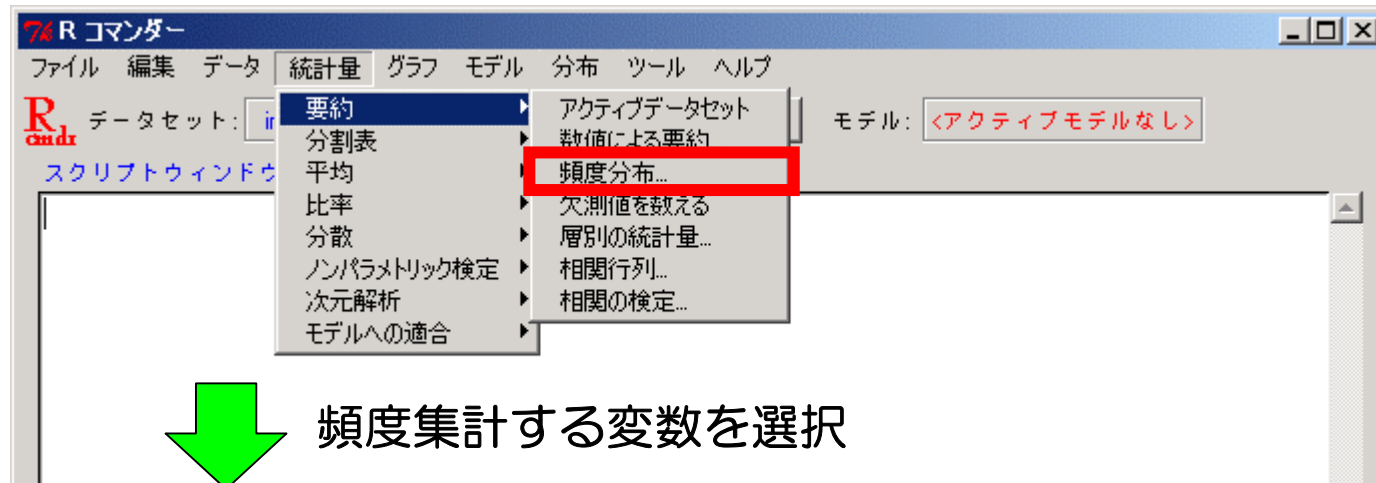 R コマンダー
ファイル 編集 データ 統計量 グラフ モデル 分布 ツール ヘルプ
Rcmdr データセット: モデル: <アクティブモデルなし>
スクリプトウィンドウ
要約
分割表
平均
比率
分散
ノンパラメトリック検定
次元解析
モデルへの適合
アクティブデータセット
数値による要約
頻度分布...
欠測値を数える
層別の統計量...
相関行列...
相関の検定...
頻度集計する変数を選択